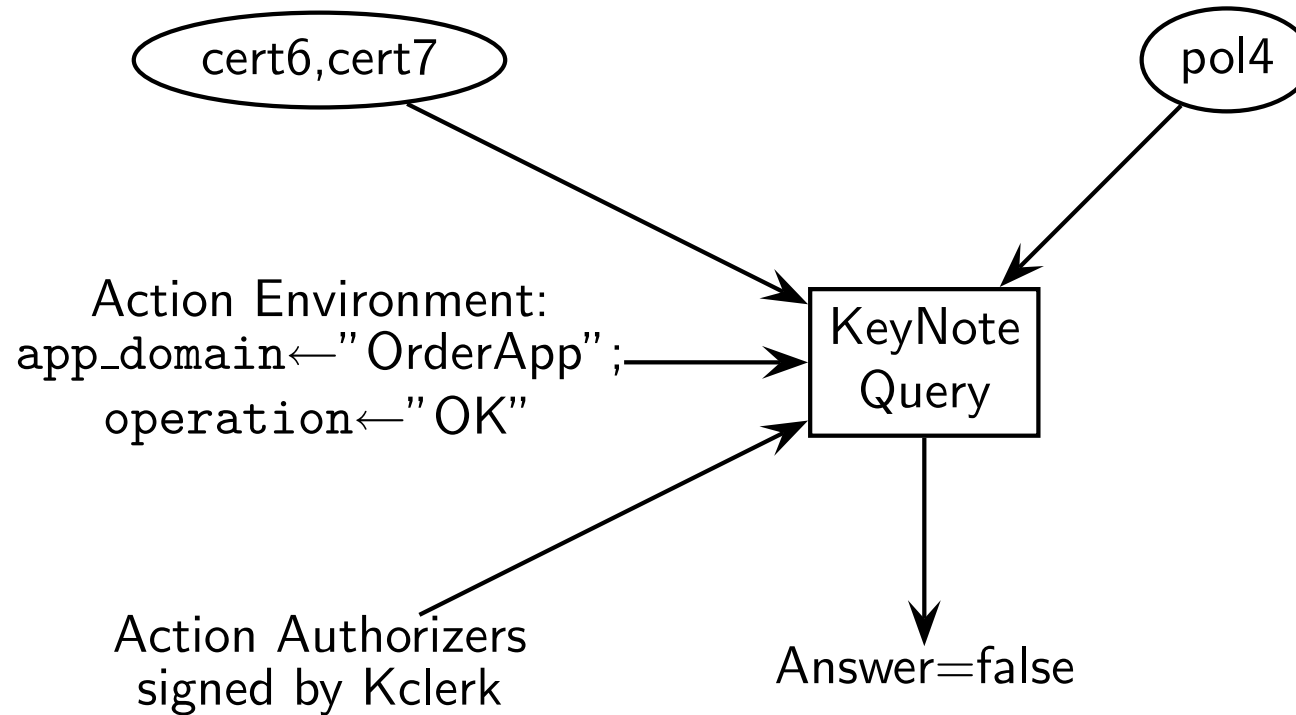 cert6,cert7
pol4
Action Environment:
app_domain←"OrderApp";
operation←"OK"
KeyNote
Query
Action Authorizers
signed by Kclerk
Answer=false